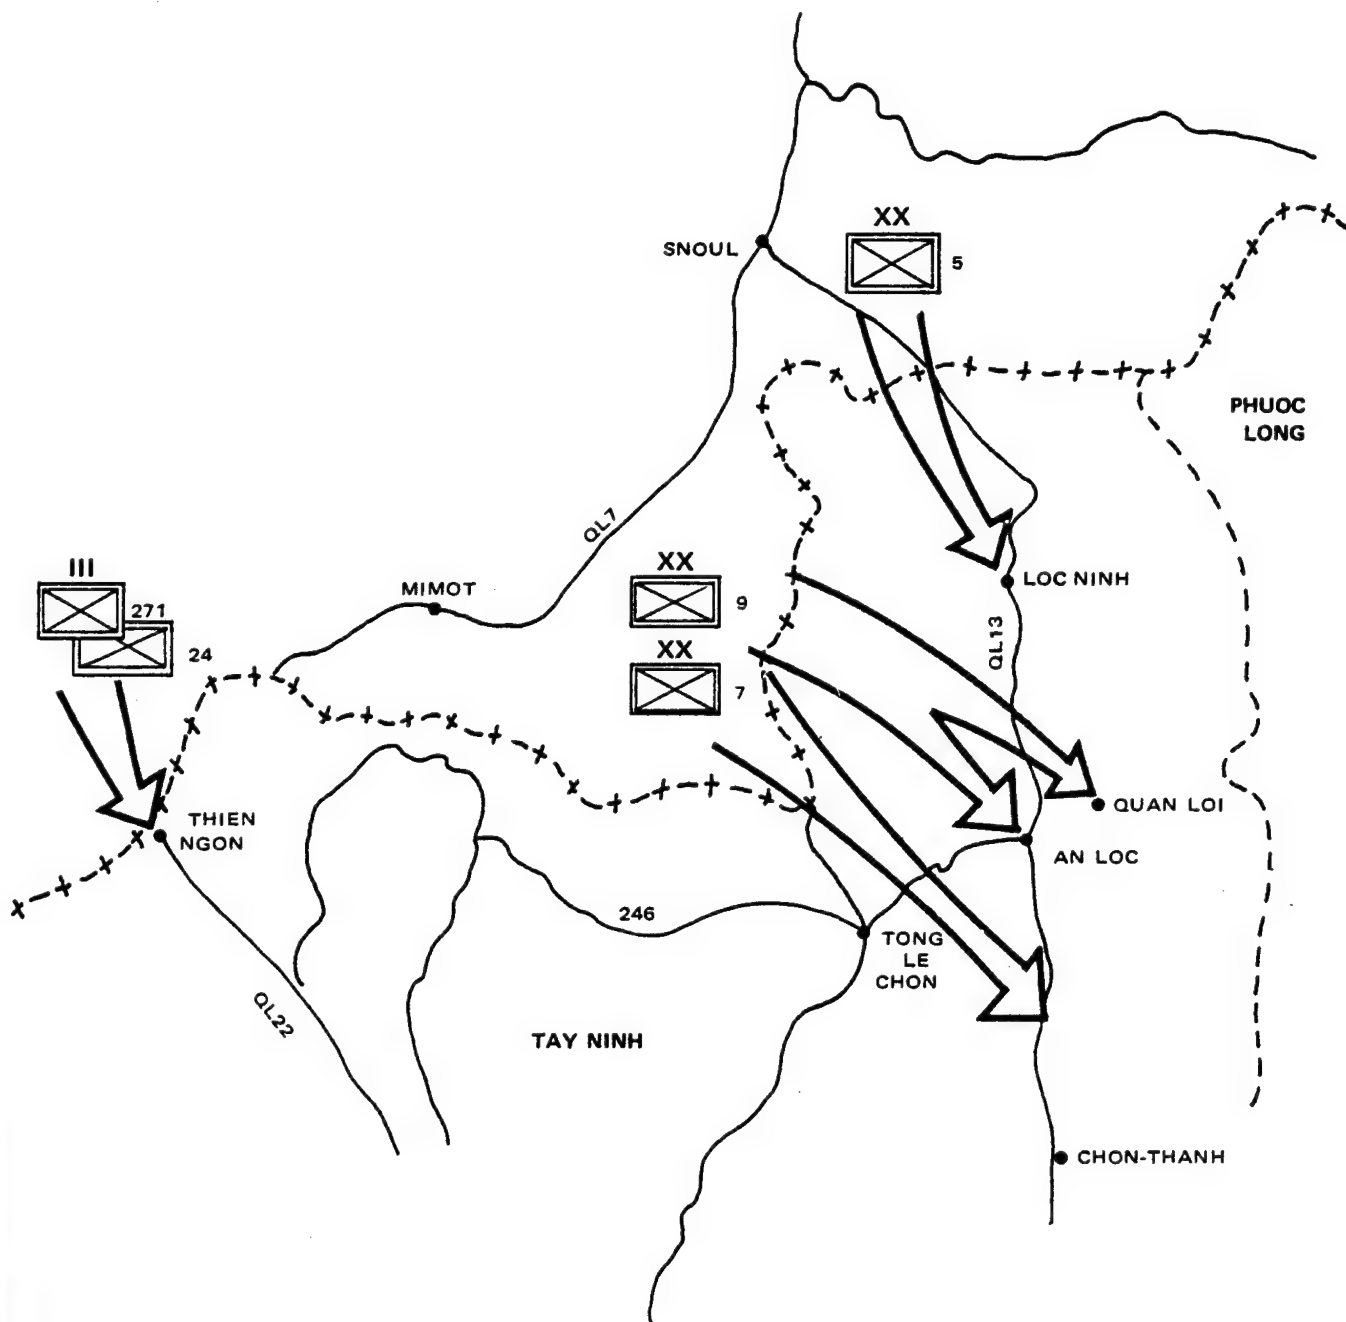 XX
5
SNOUL
PHUOC
LONG
QL7
III
271
24
MIMOT
XX
9
XX
7
LOC NINH
QL13
THIEN
NGON
QUAN LOI
AN LOC
246
TONG
LE
CHON
QL22
TAY NINH
CHON-THANH